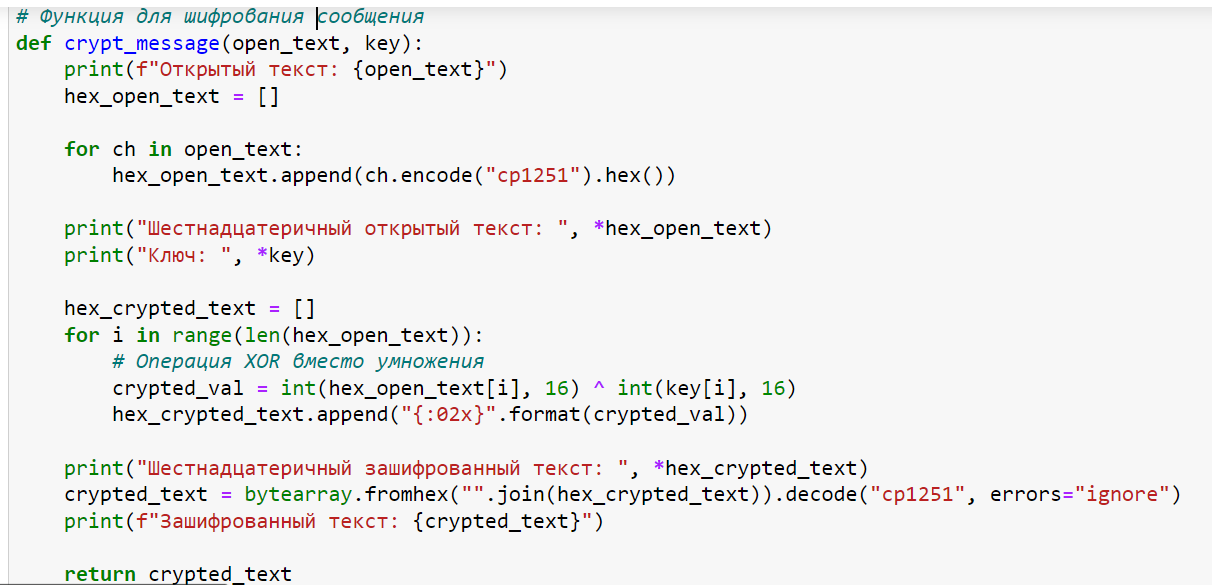 # Функция для шифрования сообщения
def crypt_message(open_text, key):
    print(f"Открытый текст: {open_text}")
    hex_open_text = []
    for ch in open_text:
        hex_open_text.append(ch.encode("cp1251").hex())
    print("Шестнадцатеричный открытый текст: ", *hex_open_text)
    print("Ключ: ", *key)
    hex_crypted_text = []
    for i in range(len(hex_open_text)):
        # Операция XOR вместо умножения
        crypted_val = int(hex_open_text[i], 16) ^ int(key[i], 16)
        hex_crypted_text.append("{:02x}".format(crypted_val))
    print("Шестнадцатеричный зашифрованный текст: ", *hex_crypted_text)
    crypted_text = bytearray.fromhex("".join(hex_crypted_text)).decode("cp1251", errors="ignore")
    print(f"Зашифрованный текст: {crypted_text}")
    return crypted_text